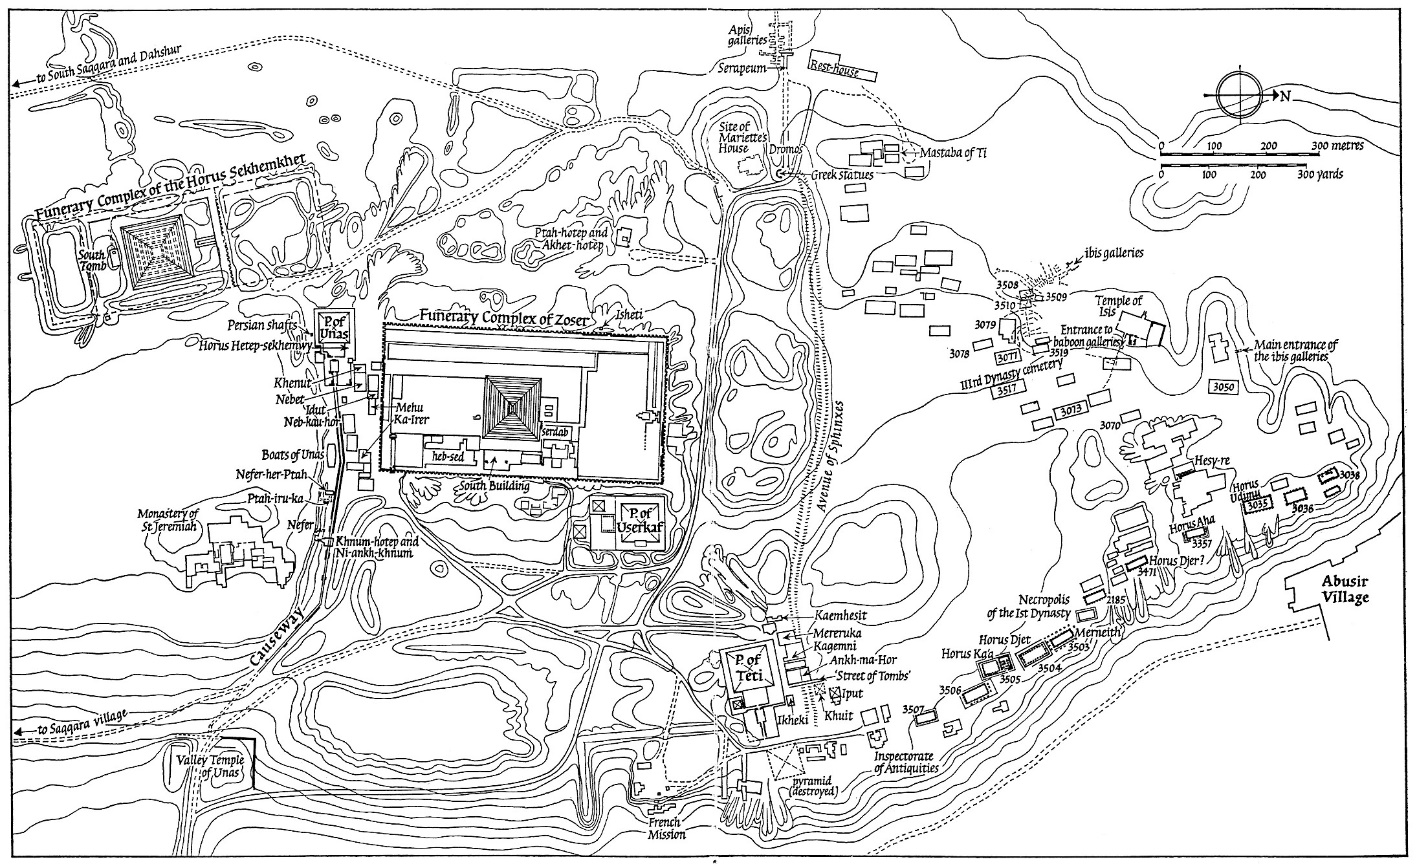 Apis
galleries
Serapeum
Rest-house
to South Saqqara and Dahshur
N
0 100 200 300 metres
0 100 200 300 yards
Site of
Mariette's
House
Dromos
Greek statues
Mastaba of Ti
Funerary Complex of the Horus Sekhemkhet
South
Tomb
Ptah-hotep and
Akhet-hotep
ibis galleries
3508
3509
3510
Temple of
Isis
3079
Entrance to
baboon galleries
3078
3077
3519
Main entrance of
the ibis galleries
IIIrd Dynasty cemetery
3517
3050
3073
3070
Persian shafts
P. of
Unas
Horus Hetep-sekhemwy
Funerary Complex of Zoser
Isheti
Khenut
Nebet
Idut
Neb-kau-hor
Mehu
Ka-irer
serdab
heb-sed
South Building
Boats of Unas
Nefer-her-Ptah
Ptah-iru-ka
Nefer
Khnum-hotep and
Ni-ankh-khnum
Monastery of
St Jeremiah
P. of
Userkaf
Avenue of Sphinxes
Hesy-re
Horus
Udimu
3035
3036
3038
Horus Aha
3357
Horus Djer?
3471
2185
Abusir
Village
Necropolis
of the Ist Dynasty
Merneith
3503
Horus Djet
3504
Horus Ka'a
3505
3506
3507
Causeway
Kaemhesit
Mereruka
Kagemni
Ankh-ma-Hor
'Street of Tombs'
P. of
Teti
Iput
Khuit
Ikheki
Inspectorate
of Antiquities
to Saqqara village
Valley Temple
of Unas
pyramid
(destroyed)
French
Mission